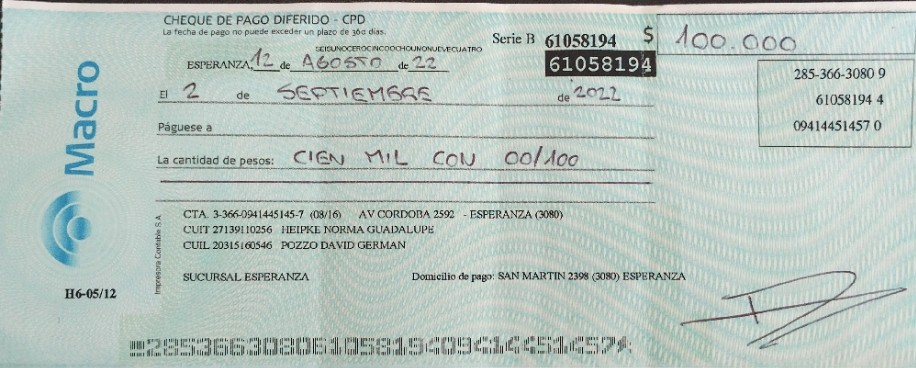 CHEQUE DE PAGO DIFERIDO - CPD
La fecha de pago no puede exceder un plazo de 360 días.
SEISUNOCEROCINCOOCHOUNONUEVECUATRO
Serie B 61058194 $ 100.000
ESPERANZA, 12 de AGOSTO de 22
61058194
El 2 de SEPTIEMBRE de 2022
285-366-3080 9
61058194 4
09414451457 0
Páguese a
La cantidad de pesos: CIEN MIL CON 00/100
CTA. 3-366-0941445145-7 (08/16) AV CORDOBA 2592 - ESPERANZA (3080)
CUIT 27139110256 HEIPKE NORMA GUADALUPE
CUIL 20315160546 POZZO DAVID GERMAN
SUCURSAL ESPERANZA Domicilio de pago: SAN MARTIN 2398 (3080) ESPERANZA
Macro
H6-05/12
Impresora Contable S.A.
28536630806105819409414451457